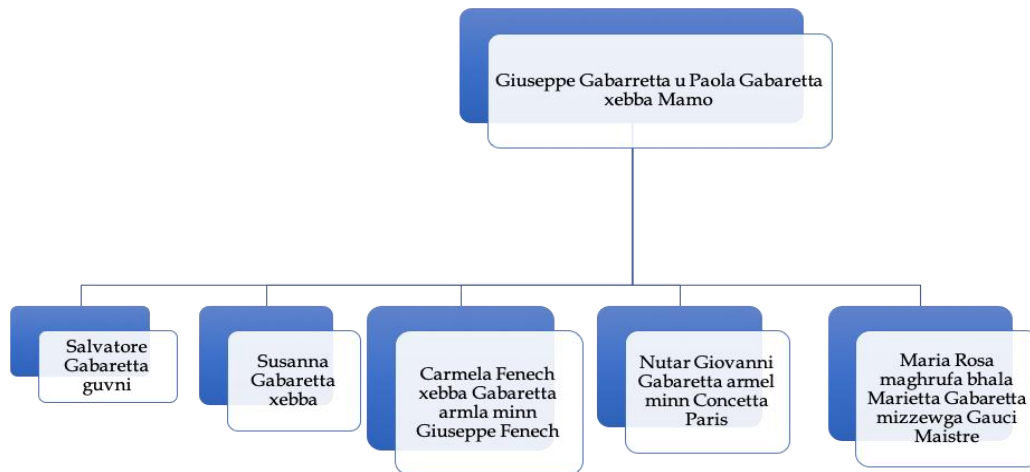 Giuseppe Gabarretta u Paola Gabaretta
xebba Mamo
Salvatore
Gabaretta
guvni
Susanna
Gabaretta
xebba
Carmela Fenech
xebba Gabaretta
armla minn
Giuseppe Fenech
Nutar Giovanni
Gabaretta armel
minn Concetta
Paris
Maria Rosa
maghrufa bhala
Marietta Gabaretta
mizzewga Gauci
Maistre